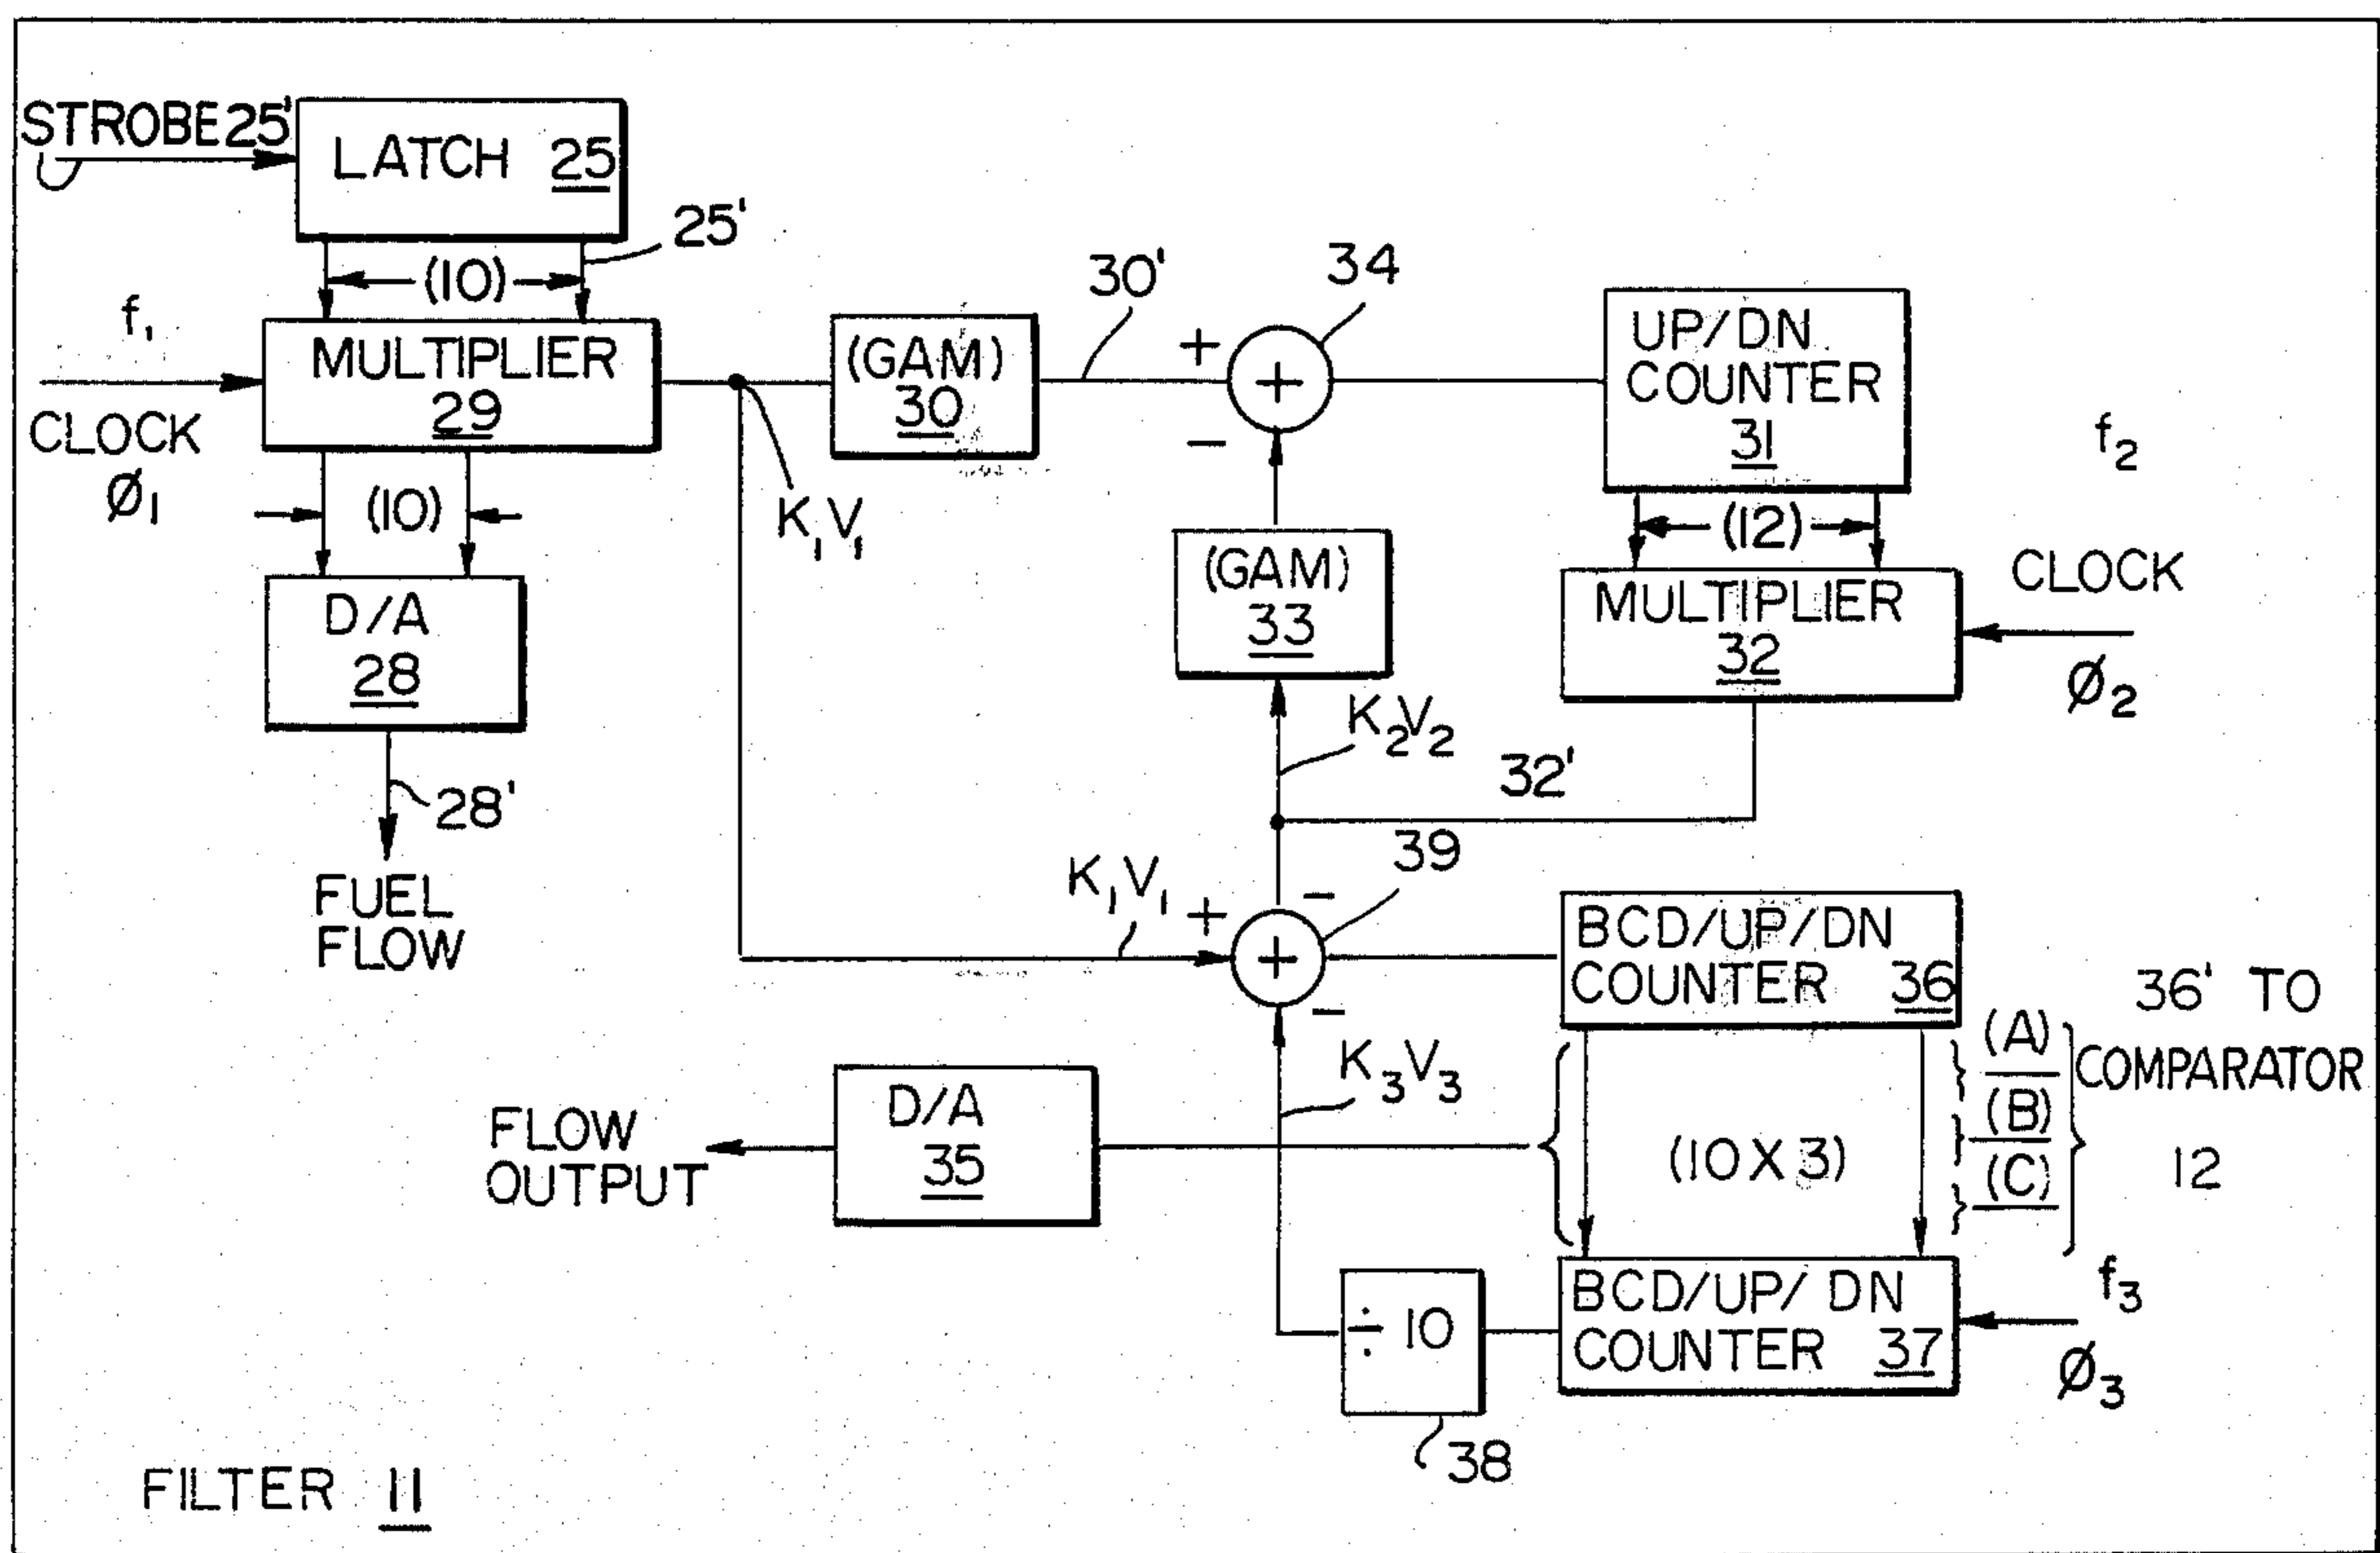 STROBE 25'
LATCH 25
25'
(10)
f₁
MULTIPLIER
29
CLOCK
Ø₁
(10)
D/A
28
28'
FUEL
FLOW
K₁V₁
(GAM)
30
30'
+
-
34
+
UP/DN
COUNTER
31
f₂
(12)
MULTIPLIER
32
CLOCK
Ø₂
(GAM)
33
K₂V₂
32'
39
K₁V₁
+
-
+
-
BCD/UP/DN
COUNTER 36
36' TO
COMPARATOR
12
(A)
(B)
(C)
K₃V₃
D/A
35
FLOW
OUTPUT
(10 X 3)
BCD/UP/DN
COUNTER 37
f₃
Ø₃
÷ 10
38
FILTER 11